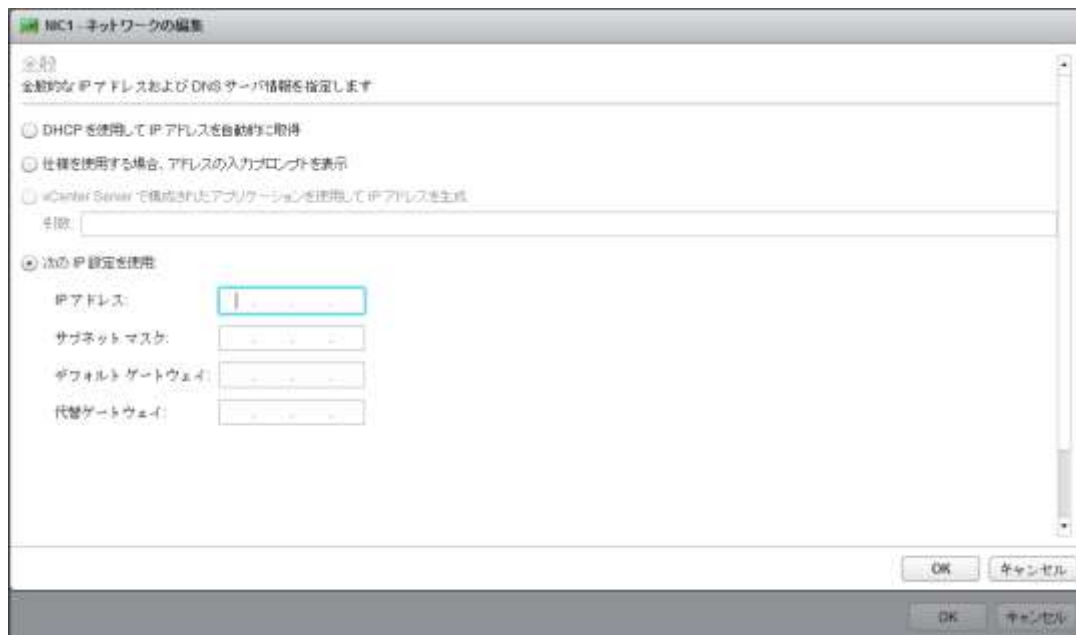 NIC1 - ネットワークの編集
全般
全般的な IP アドレスおよび DNS サーバ情報を指定します
DHCP を使用して IP アドレスを自動的に取得
仕様を使用する場合、アドレスの入力プロンプトを表示
vCenter Server で構成されたアプリケーションを使用して IP アドレスを生成
引数:
次の IP 設定を使用
IP アドレス:
サブネット マスク:
デフォルト ゲートウェイ:
代替ゲートウェイ:
OK キャンセル
OK キャンセル